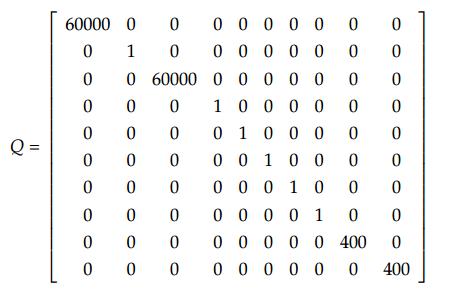 60000 0 0 0 0 0 0 0 0 0
0 1 0 0 0 0 0 0 0 0
0 0 60000 0 0 0 0 0 0 0
0 0 0 1 0 0 0 0 0 0
Q = 0 0 0 0 1 0 0 0 0 0
0 0 0 0 0 1 0 0 0 0
0 0 0 0 0 0 1 0 0 0
0 0 0 0 0 0 0 1 0 0
0 0 0 0 0 0 0 0 400 0
0 0 0 0 0 0 0 0 0 400